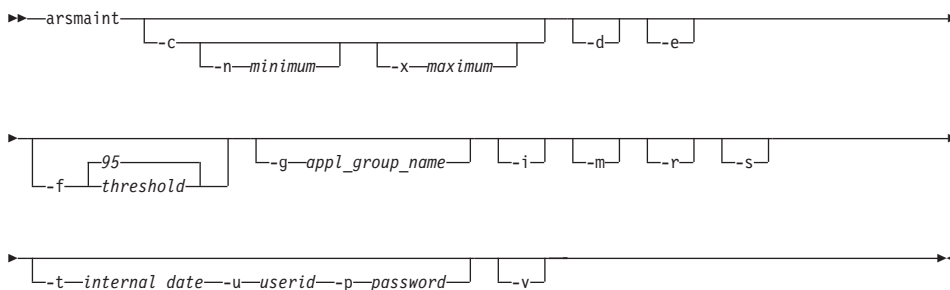 arsmaint -c -n minimum -x maximum -d -e
-f 95 threshold -g appl_group_name -i -m -r -s
-t internal date -u userid -p password -v